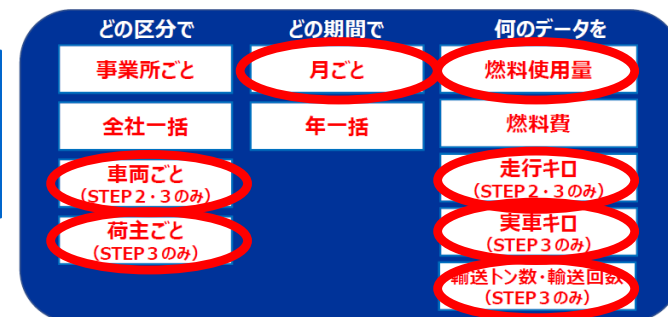 どの区分で
どの期間で
何のデータを
事業所ごと
月ごと
燃料使用量
全社一括
年一括
燃料費
車両ごと
(STEP2・3のみ)
走行キロ
(STEP2・3のみ)
荷主ごと
(STEP3のみ)
実車キロ
(STEP3のみ)
輸送トン数・輸送回数
(STEP3のみ)